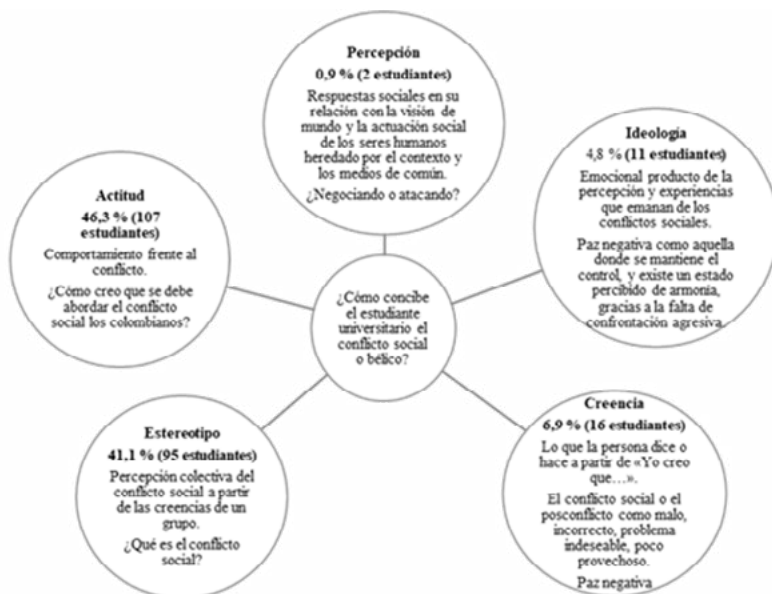 Percepción
0,9 % (2 estudiantes)
Respuestas sociales en su
relación con la visión de
mundo y la actuación social
de los seres humanos
heredado por el contexto y
los medios de común.
¿Negociando o atacando?
Ideología
4,8 % (11 estudiantes)
Emocional producto de la
percepción y experiencias
que emanan de los
conflictos sociales.
Paz negativa como aquella
donde se mantiene el
control, y existe un estado
percibido de armonía,
gracias a la falta de
confrontación agresiva.
Actitud
46,3 % (107
estudiantes)
Comportamiento frente al
conflicto.
¿Cómo creo que se debe
abordar el conflicto
social los colombianos?
¿Cómo concibe
el estudiante
universitario el
conflicto social
o bélico?
Estereotipo
41,1 % (95 estudiantes)
Percepción colectiva del
conflicto social a partir
de las creencias de un
grupo.
¿Qué es el conflicto
social?
Creencia
6,9 % (16 estudiantes)
Lo que la persona dice o
hace a partir de «Yo creo
que…».
El conflicto social o el
posconflicto como malo,
incorrecto, problema
indeseable, poco
provechoso.
Paz negativa